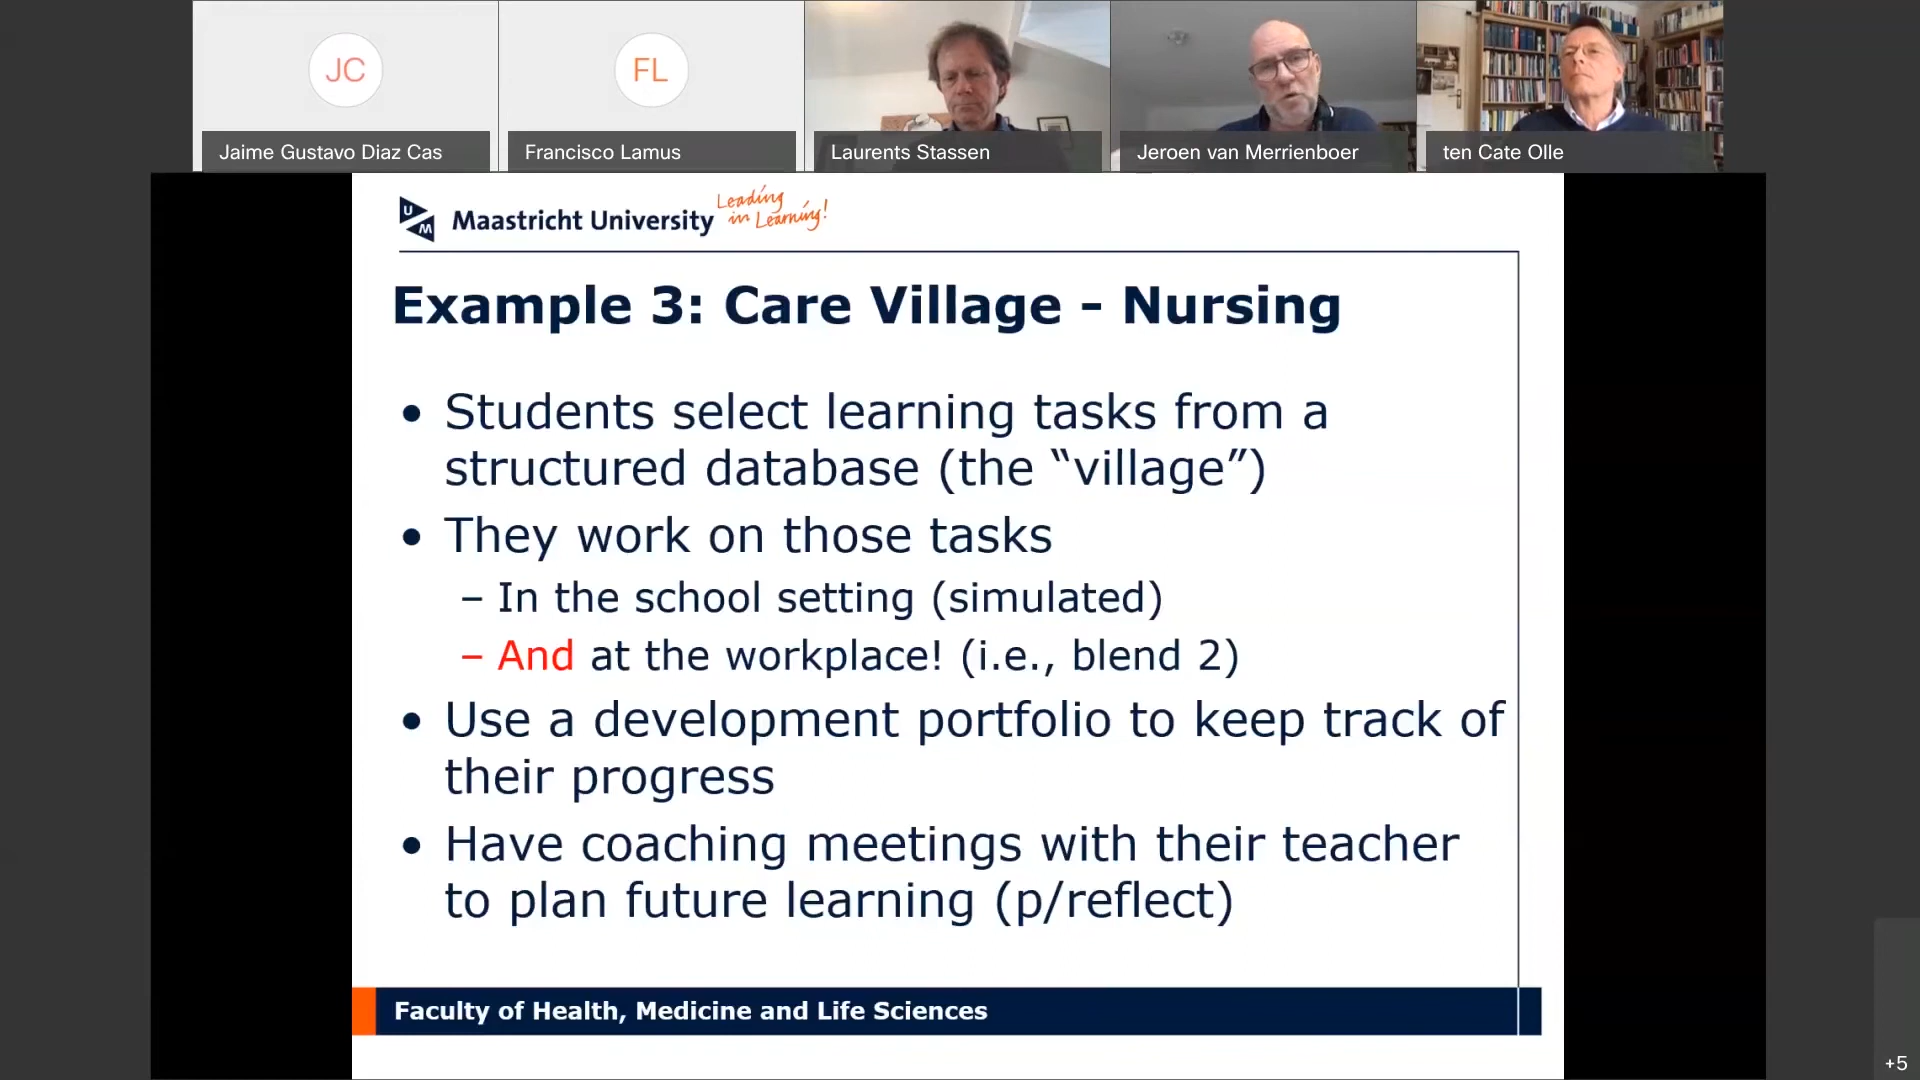 JC
FL
Jaime Gustavo Diaz Cas
Francisco Lamus
Laurents Stassen
Jeroen van Merrienboer
ten Cate Olle
UM
Maastricht University
Leading
in Learning!
Example 3: Care Village - Nursing
• Students select learning tasks from a
structured database (the “village”)
• They work on those tasks
– In the school setting (simulated)
– And at the workplace! (i.e., blend 2)
• Use a development portfolio to keep track of
their progress
• Have coaching meetings with their teacher
to plan future learning (p/reflect)
Faculty of Health, Medicine and Life Sciences
+5